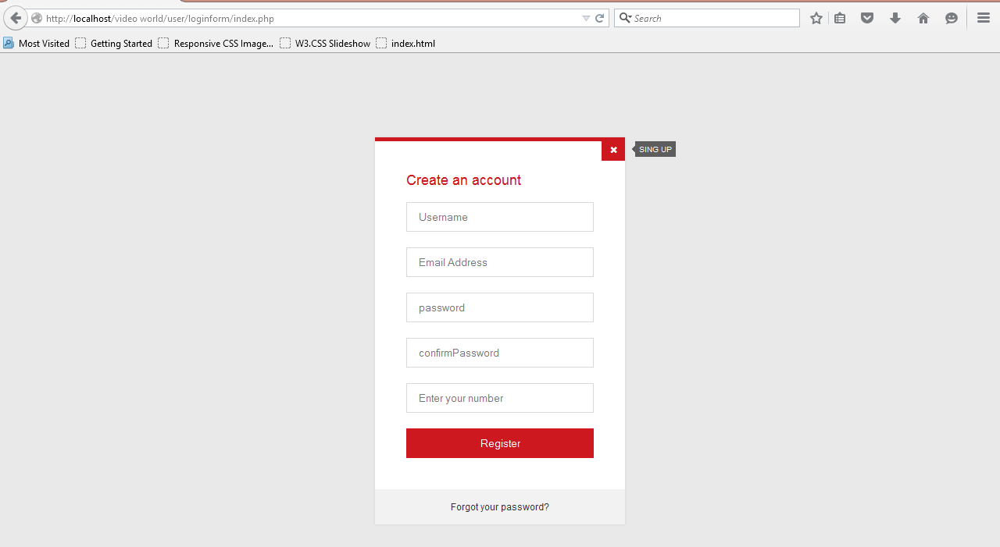 http://localhost/video world/user/loginform/index.php
Search
Most Visited Getting Started Responsive CSS Image... W3.CSS Slideshow index.html
SING UP
Create an account
Username
Email Address
password
confirmPassword
Enter your number
Register
Forgot your password?